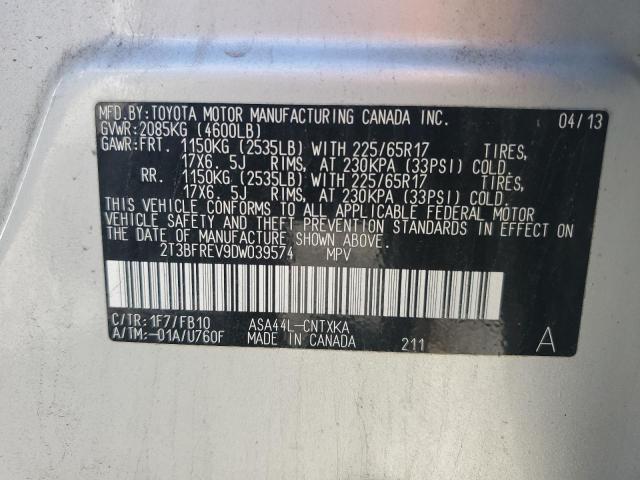 MFD.BY:TOYOTA MOTOR MANUFACTURING CANADA INC. 04/13
GVWR:2085KG (4600LB)
GAWR:FRT. 1150KG (2535LB) WITH 225/65R17 TIRES,
17X6. 5J RIMS, AT 230KPA (33PSI) COLD.
RR. 1150KG (2535LB) WITH 225/65R17 TIRES,
17X6. 5J RIMS, AT 230KPA (33PSI) COLD.
THIS VEHICLE CONFORMS TO ALL APPLICABLE FEDERAL MOTOR
VEHICLE SAFETY AND THEFT PREVENTION STANDARDS IN EFFECT ON
THE DATE OF MANUFACTURE SHOWN ABOVE.
2T3BFREV9DW039574 MPV
C/TR:1F7/FB10 ASA44L-CNTXKA
A/TM:-01A/U760F MADE IN CANADA 211 A